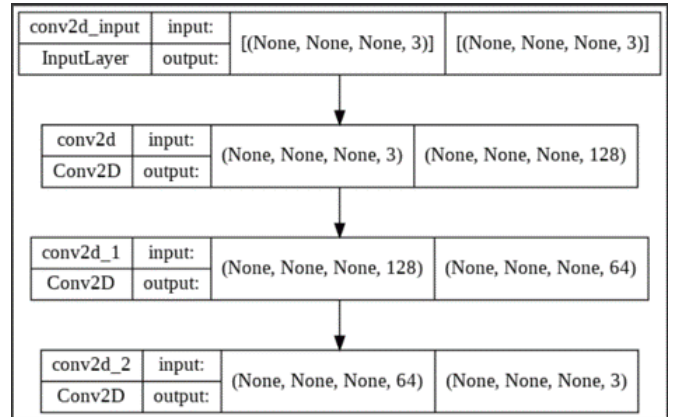 conv2d_input input: [(None, None, None, 3)] [(None, None, None, 3)]
InputLayer output:
conv2d input: (None, None, None, 3) (None, None, None, 128)
Conv2D output:
conv2d_1 input: (None, None, None, 128) (None, None, None, 64)
Conv2D output:
conv2d_2 input: (None, None, None, 64) (None, None, None, 3)
Conv2D output: